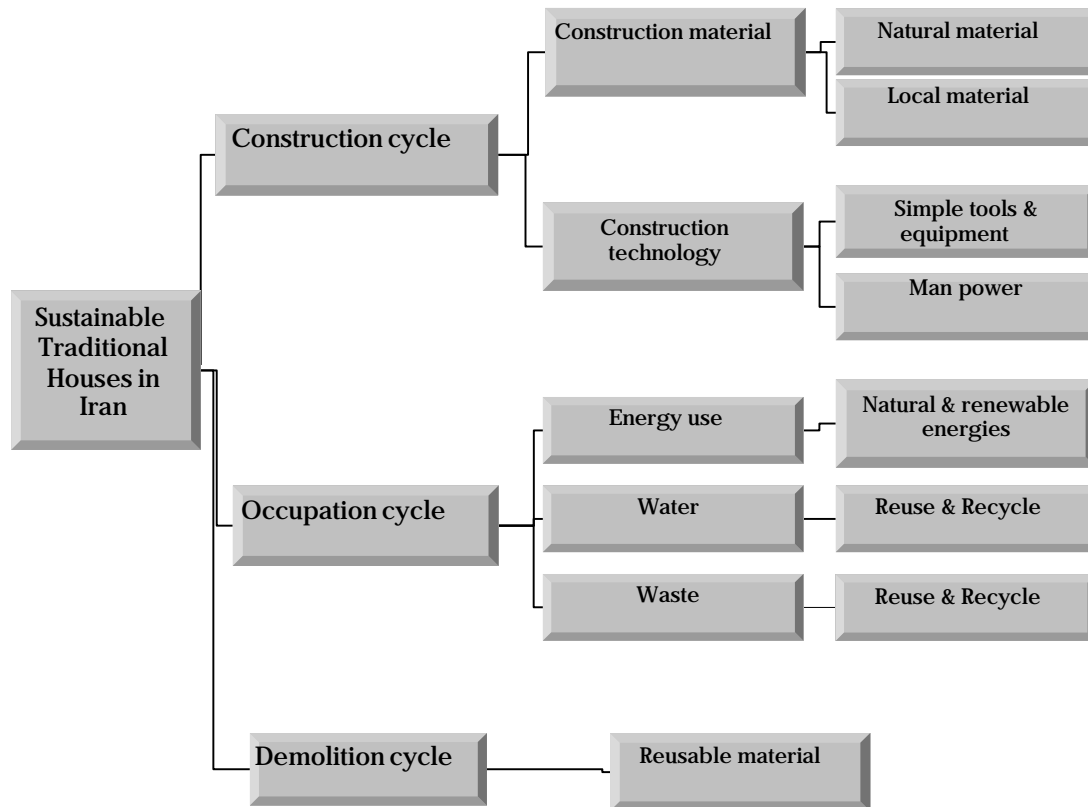 Construction material
Natural material
Local material
Construction cycle
Construction
technology
Simple tools &
equipment
Man power
Sustainable
Traditional
Houses in
Iran
Energy use
Natural & renewable
energies
Occupation cycle
Water
Reuse & Recycle
Waste
Reuse & Recycle
Demolition cycle
Reusable material